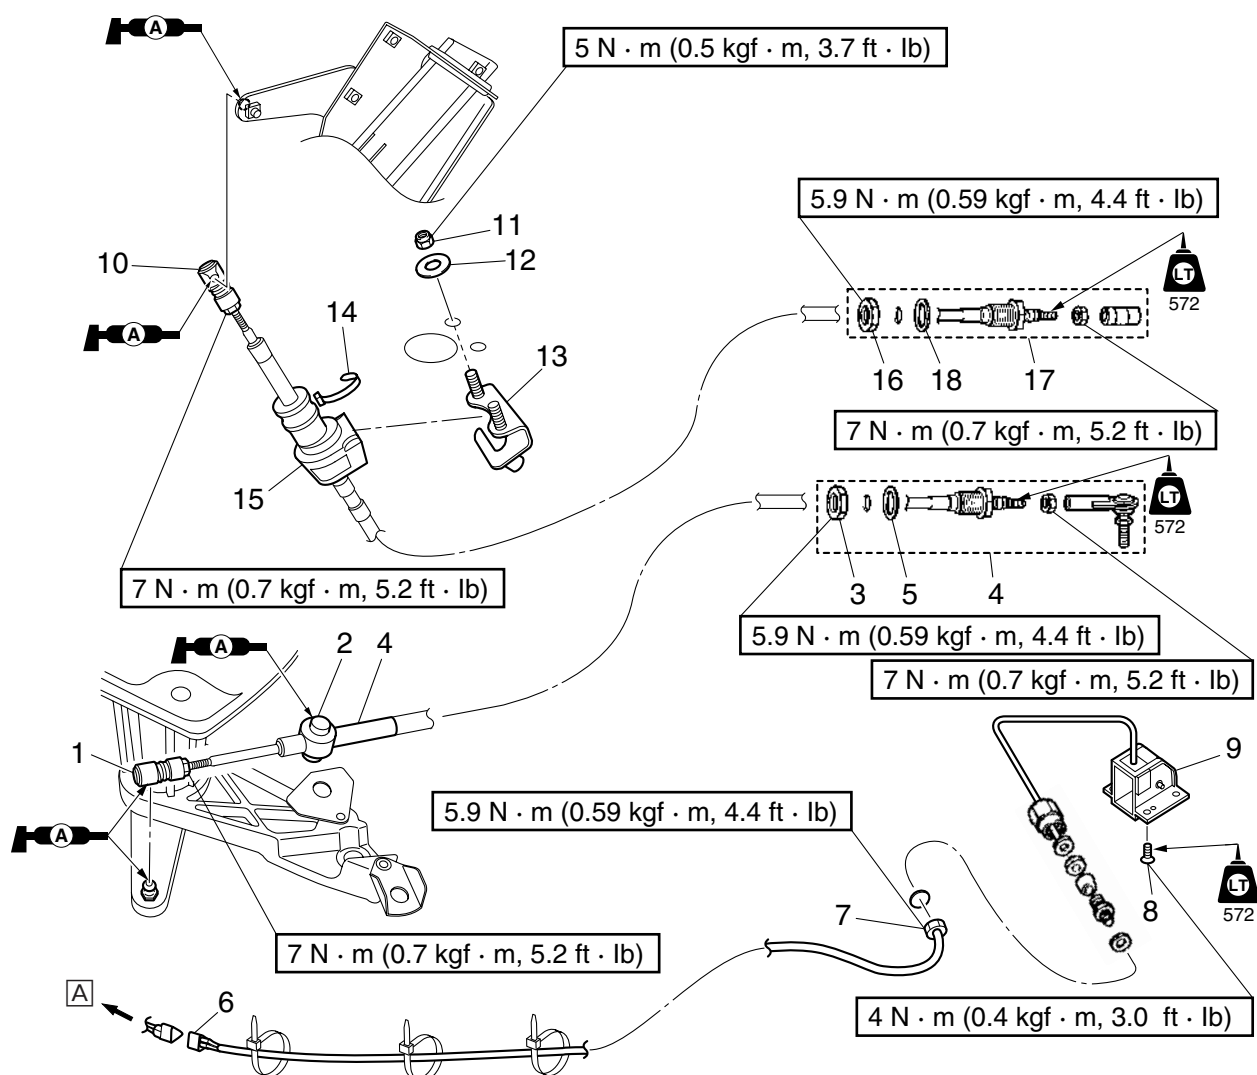 A
5 N · m (0.5 kgf · m, 3.7 ft · lb)
5.9 N · m (0.59 kgf · m, 4.4 ft · lb)
11
12
10
LT
572
A
14
13
16
18
17
7 N · m (0.7 kgf · m, 5.2 ft · lb)
15
LT
572
7 N · m (0.7 kgf · m, 5.2 ft · lb)
3
5
4
5.9 N · m (0.59 kgf · m, 4.4 ft · lb)
A
2
4
7 N · m (0.7 kgf · m, 5.2 ft · lb)
1
9
5.9 N · m (0.59 kgf · m, 4.4 ft · lb)
A
LT
572
7
8
7 N · m (0.7 kgf · m, 5.2 ft · lb)
A
6
4 N · m (0.4 kgf · m, 3.0 ft · lb)